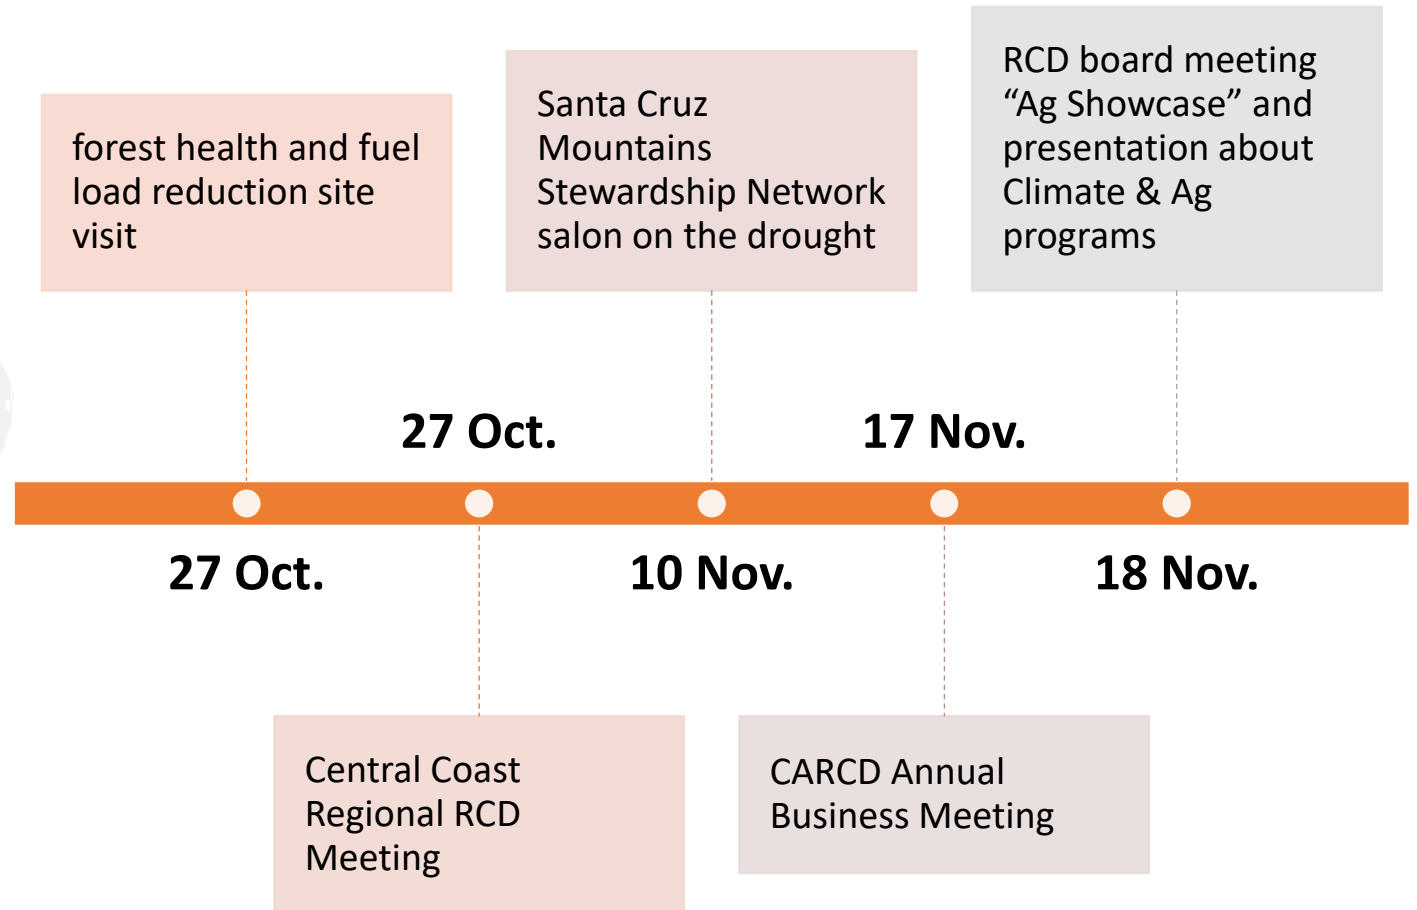 forest health and fuel
load reduction site
visit
Santa Cruz
Mountains
Stewardship Network
salon on the drought
RCD board meeting
“Ag Showcase” and
presentation about
Climate & Ag
programs
27 Oct.
17 Nov.
27 Oct.
10 Nov.
18 Nov.
Central Coast
Regional RCD
Meeting
CARCD Annual
Business Meeting